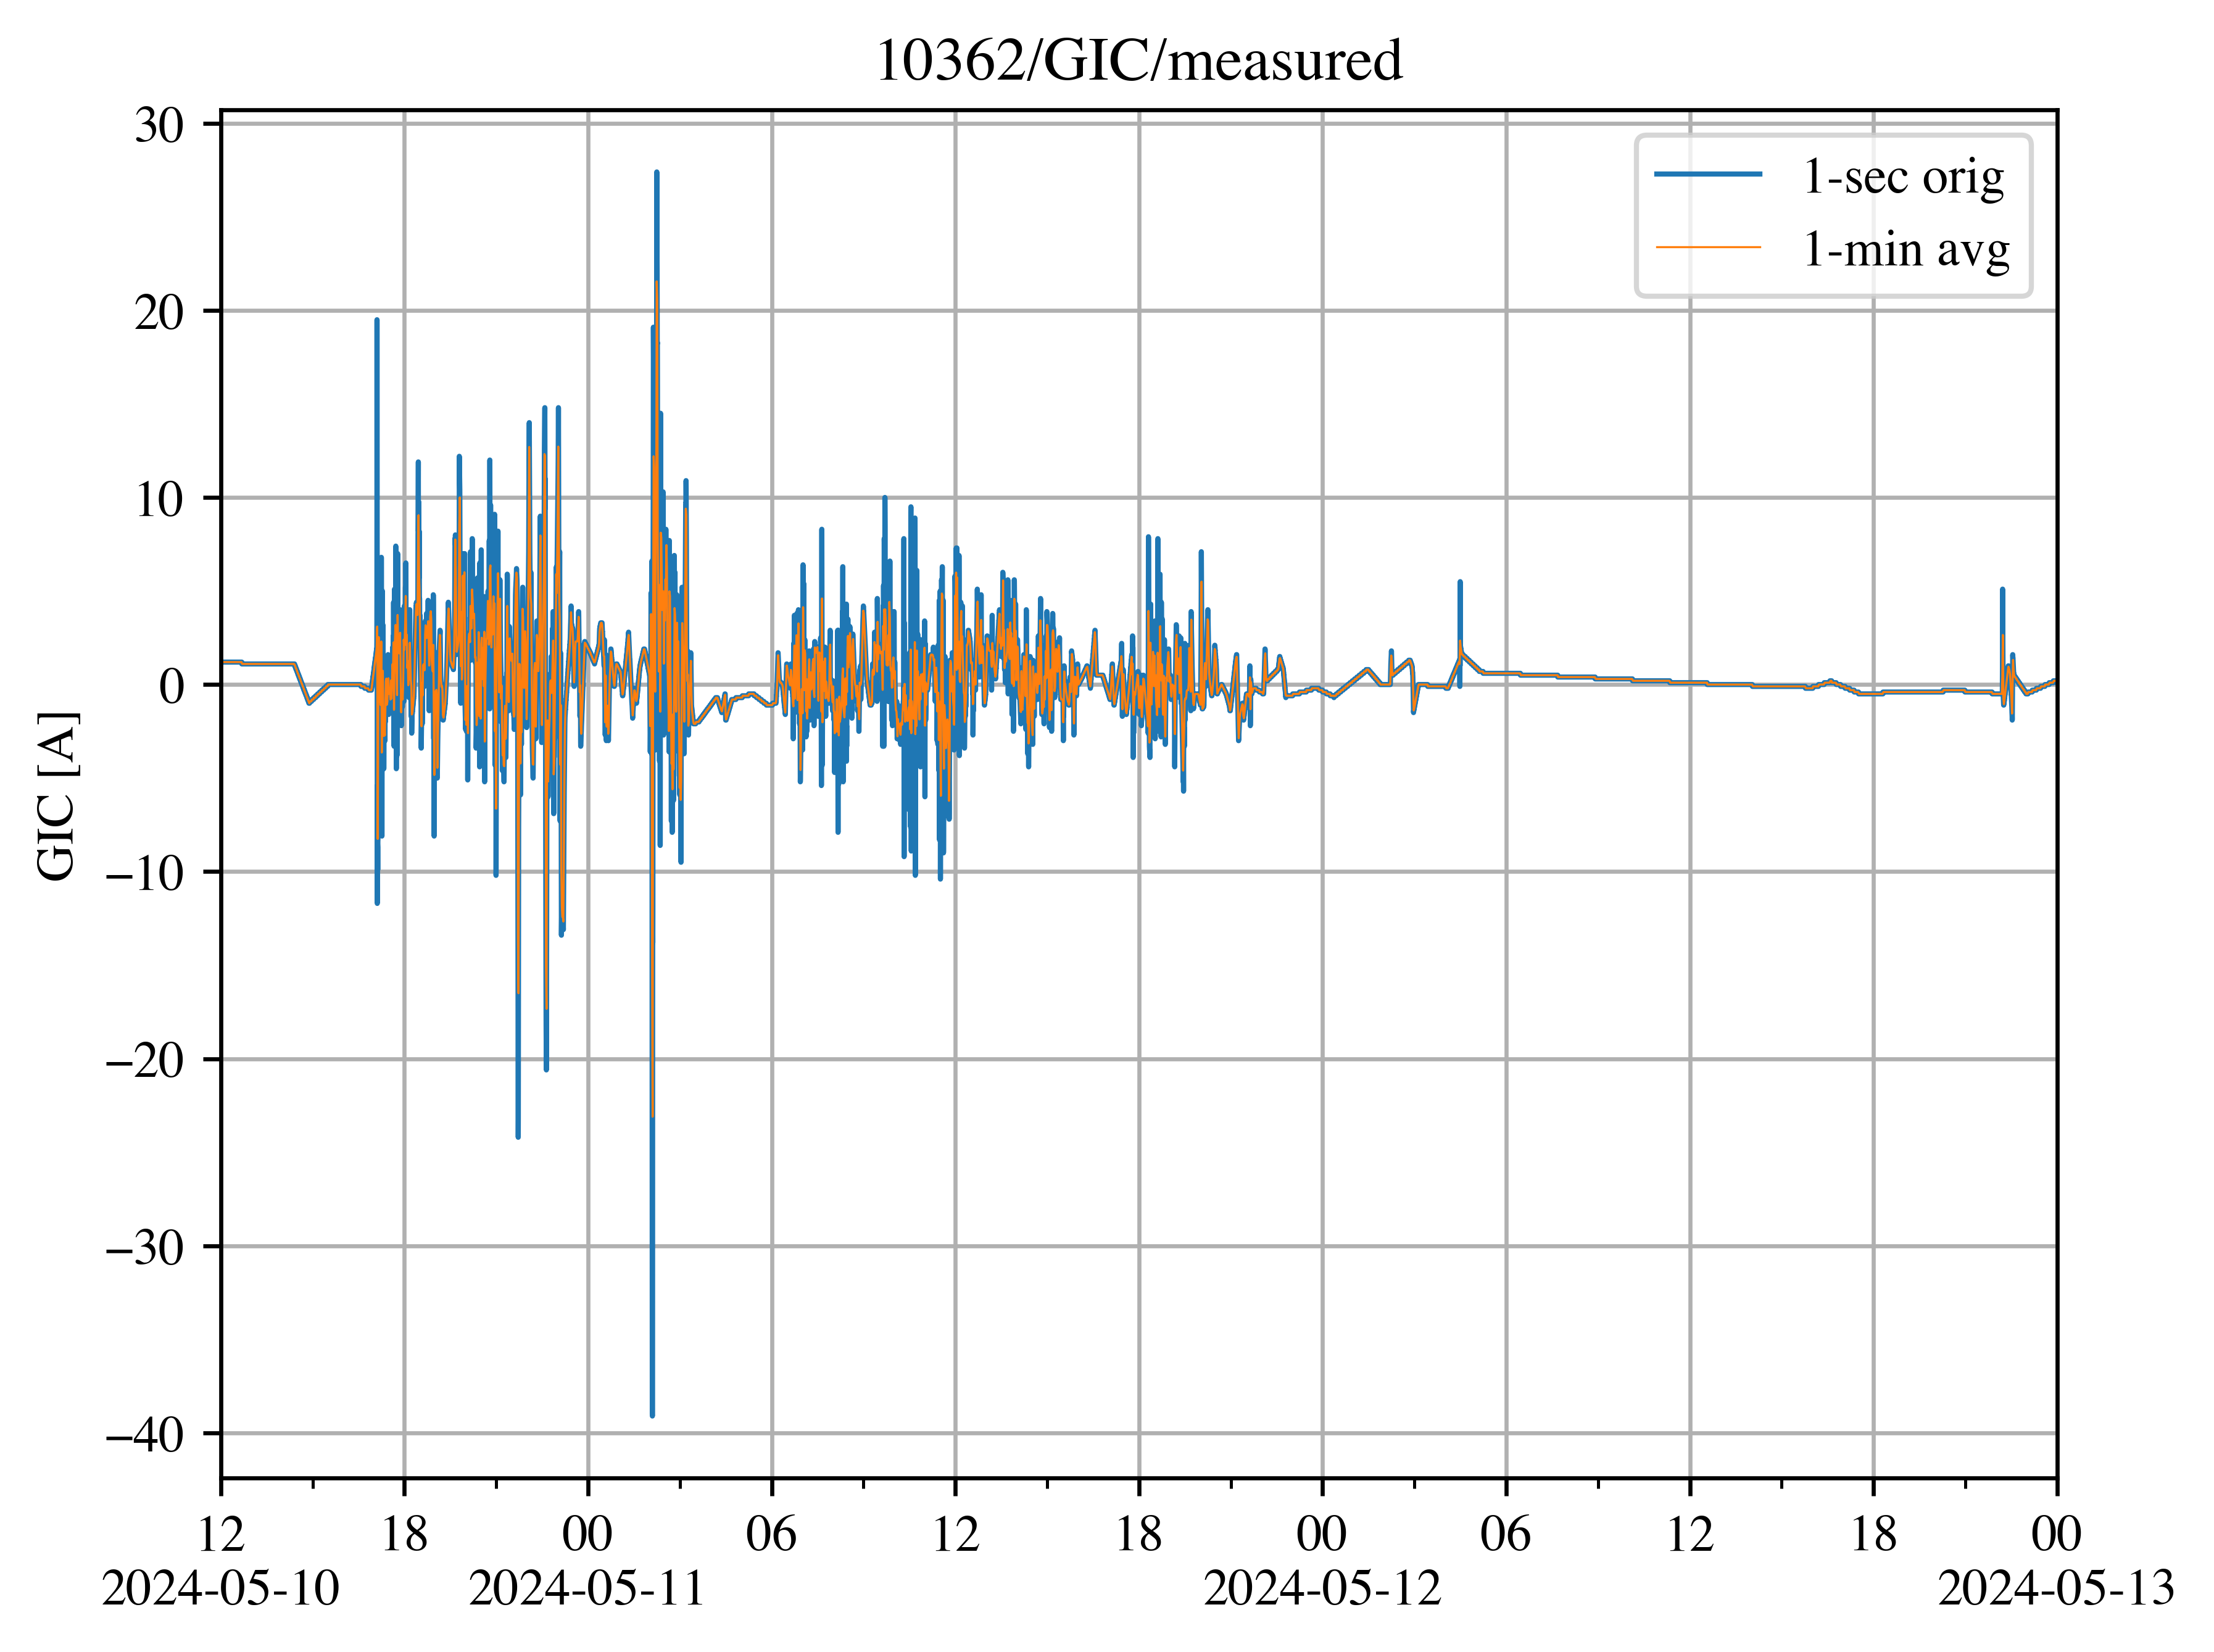 10362/GIC/measured
30
20
10
0
−10
−20
−30
−40
GIC [A]
1-sec orig
1-min avg
12 18 00 06 12 18 00 06 12 18 00
2024-05-10 2024-05-11 2024-05-12 2024-05-13